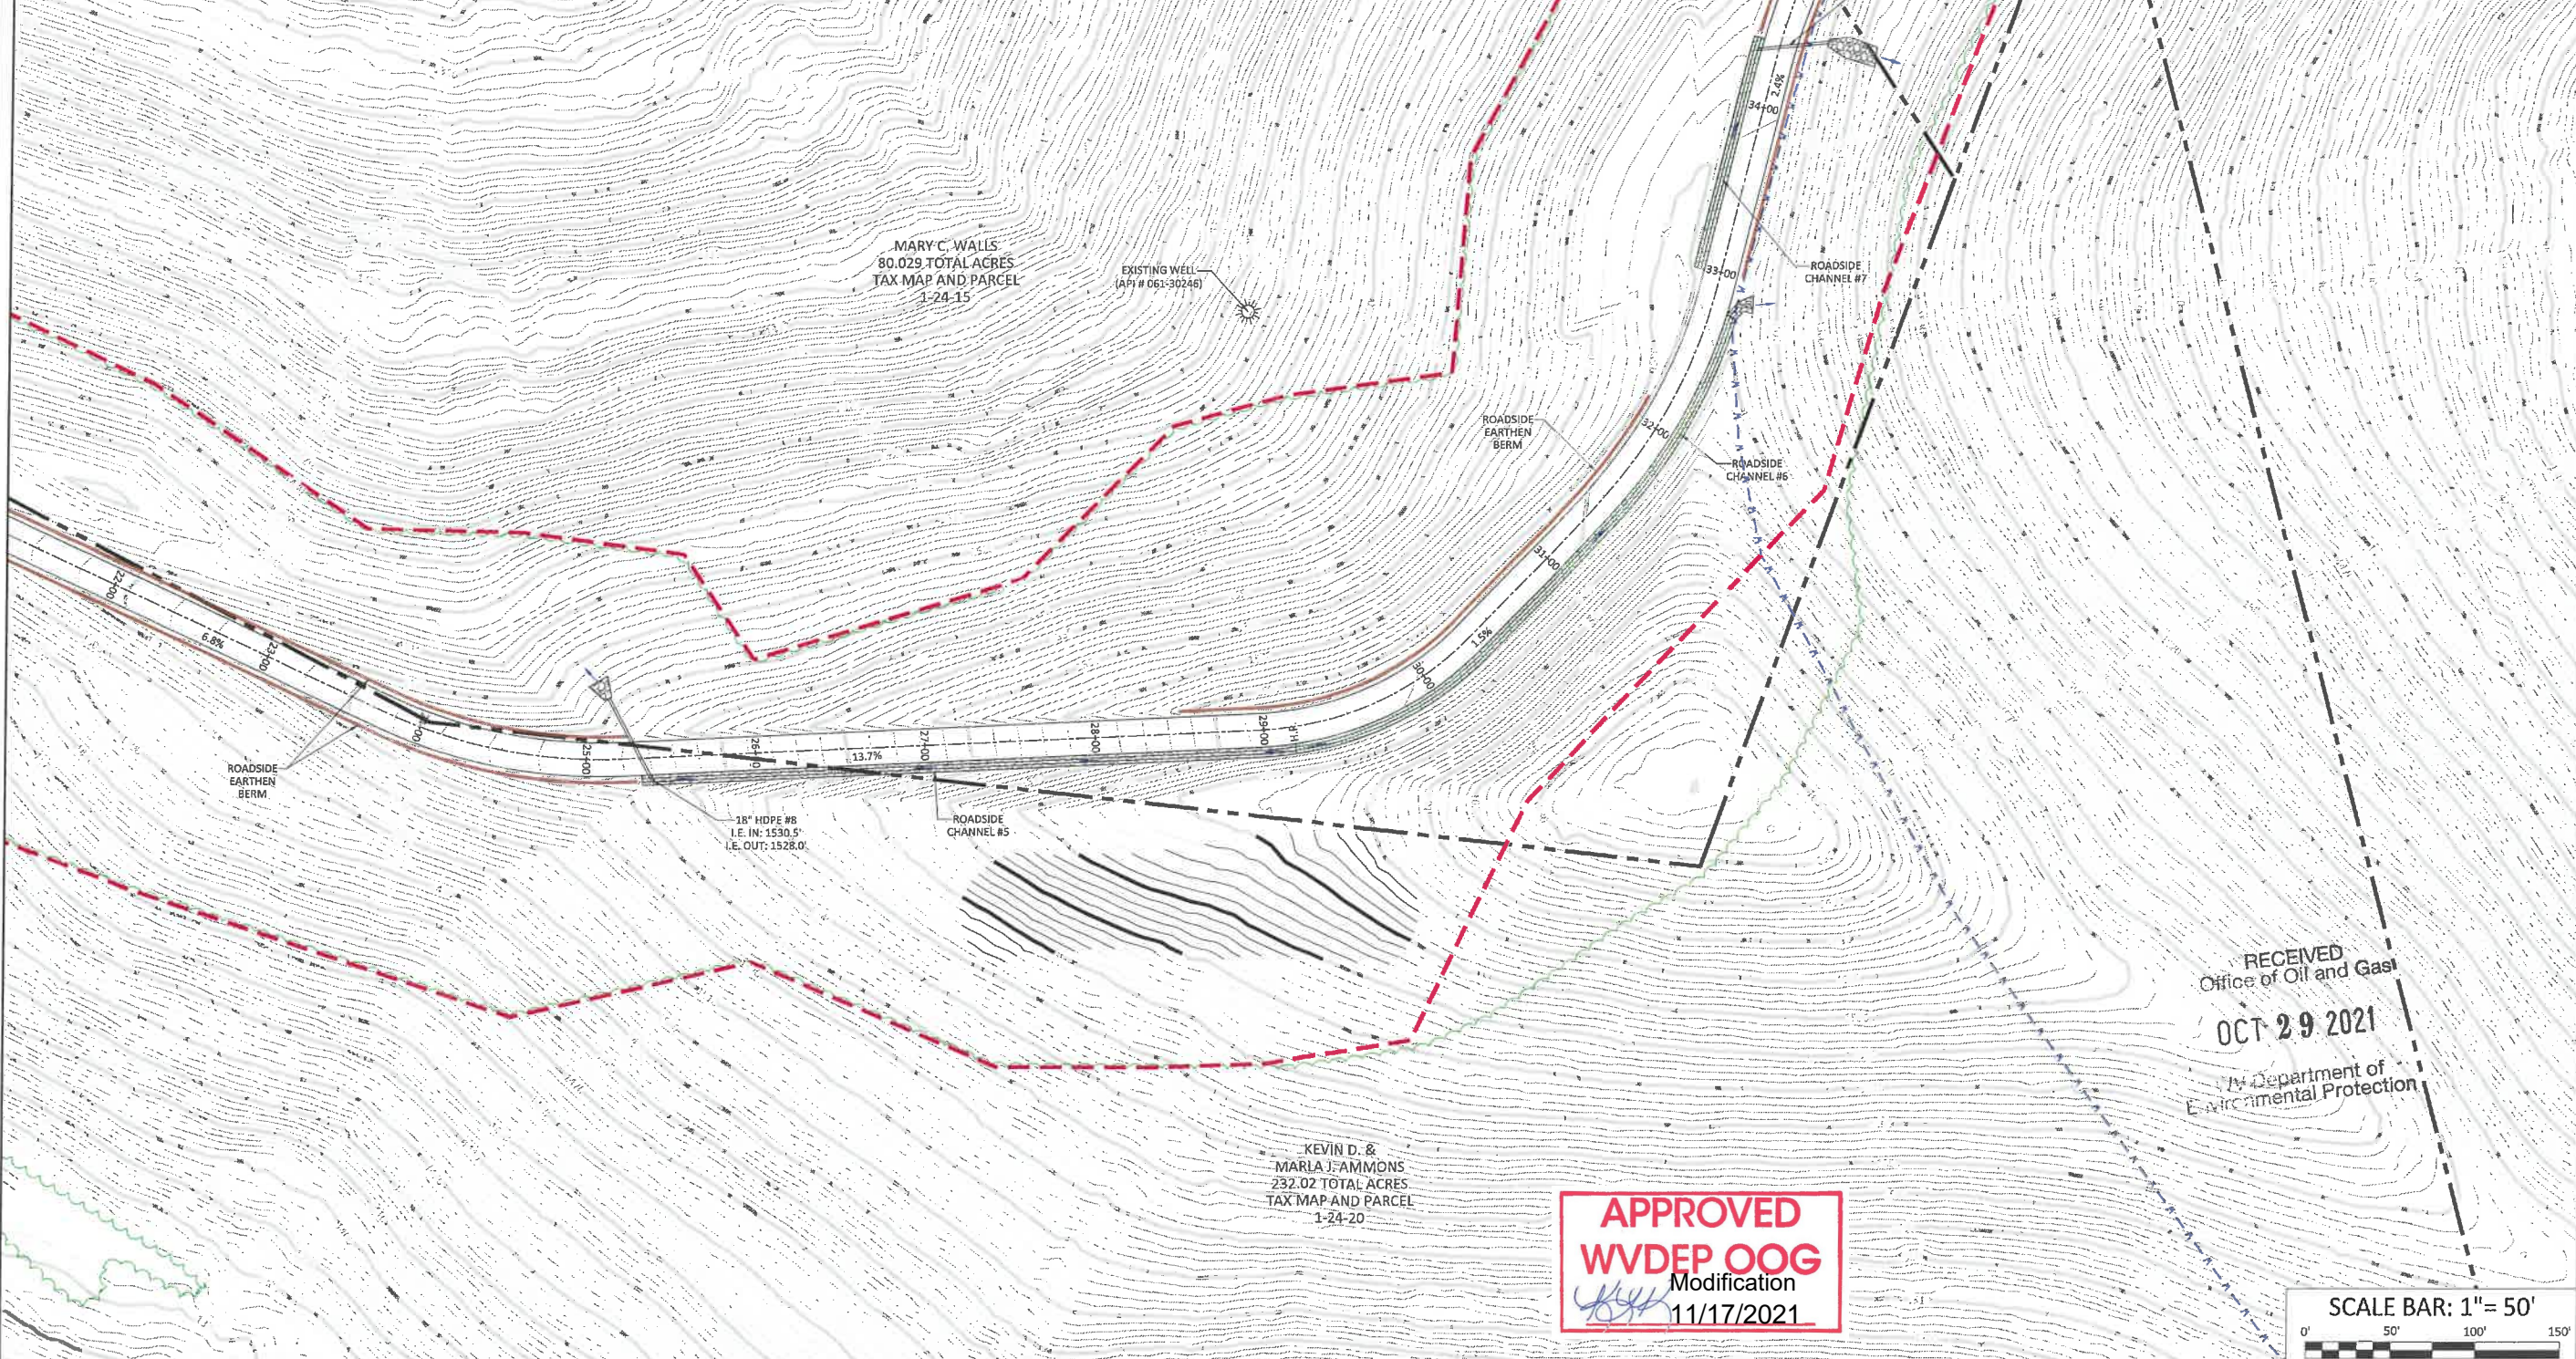 2.4%
34+00
MARY C. WALLS
80.029 TOTAL ACRES
TAX MAP AND PARCEL
1-24-15
EXISTING WELL
(API # 061-30246)
ROADSIDE
CHANNEL #7
33+00
ROADSIDE
EARTHEN
BERM
32+00
ROADSIDE
CHANNEL #6
31+00
22+00
6.8%
23+00
1.5%
30+00
25+00
26+00
27+00
28+00
29+00
13.7%
ROADSIDE
EARTHEN
BERM
18" HDPE #8
I.E. IN: 1530.5'
I.E. OUT: 1528.0'
ROADSIDE
CHANNEL #5
RECEIVED
Office of Oil and Gas
OCT 29 2021
Department of
Environmental Protection
KEVIN D. &
MARLA J. AMMONS
232.02 TOTAL ACRES
TAX MAP AND PARCEL
1-24-20
APPROVED
WVDEP OOG
Modification
11/17/2021
SCALE BAR: 1"= 50'
0' 50' 100' 150'